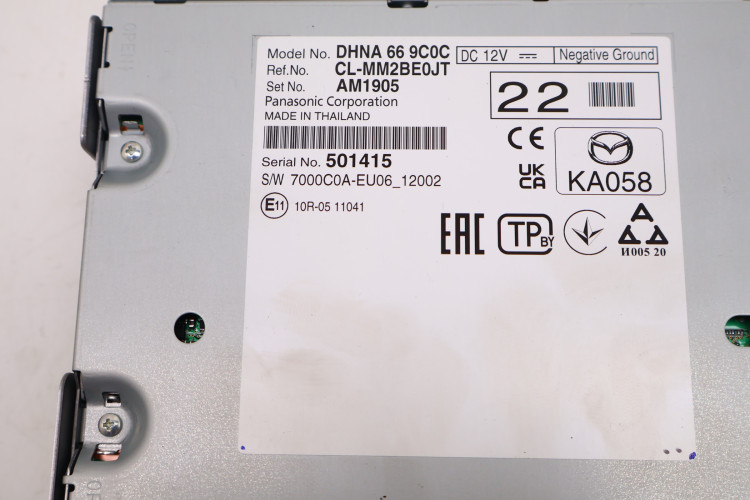 OPEN
Model No. DHNA 66 9C0C
DC 12V
Negative Ground
Ref.No. CL-MM2BE0JT
Set No. AM1905
Panasonic Corporation
MADE IN THAILAND
22
CE
UK
CA
KA058
Serial No. 501415
S/W 7000C0A-EU06_12002
E11 10R-05 11041
EAC
TP BY
И005 20